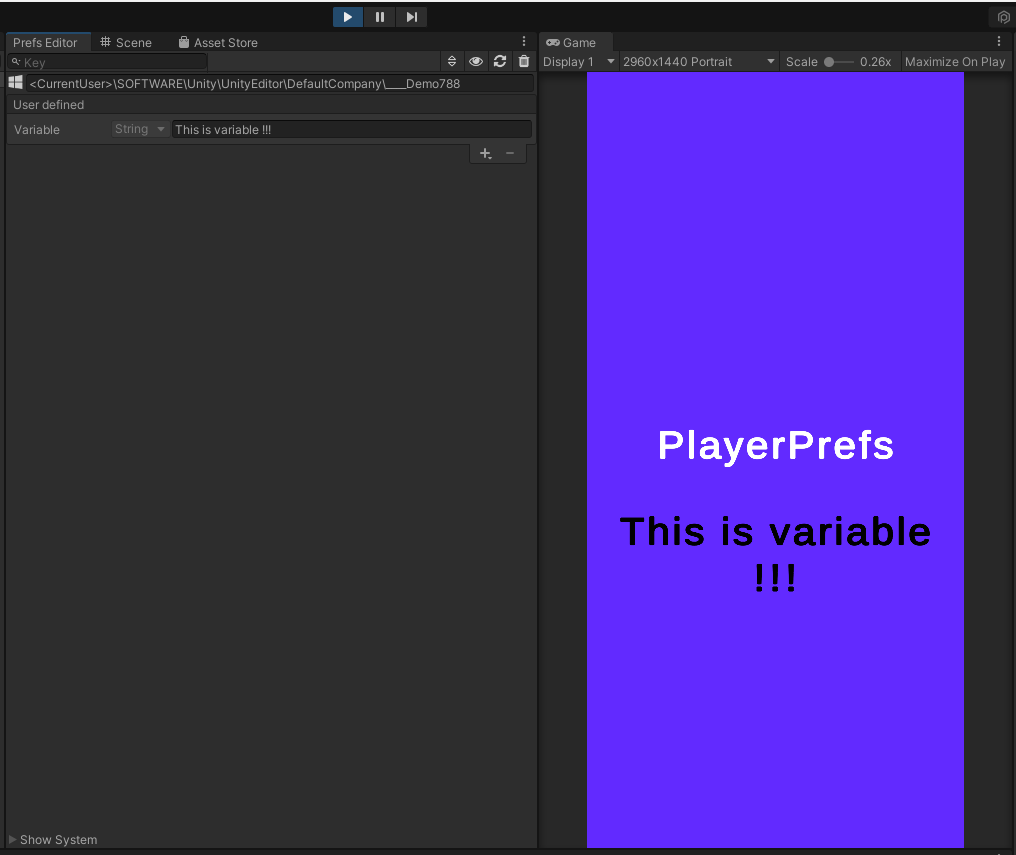 Prefs Editor
Scene
Asset Store
Game
Key
Display 1
2960x1440 Portrait
Scale
0.26x
Maximize On Play
<CurrentUser>\SOFTWARE\Unity\UnityEditor\DefaultCompany\____Demo788
User defined
Variable
String
This is variable !!!
PlayerPrefs
This is variable
!!!
Show System